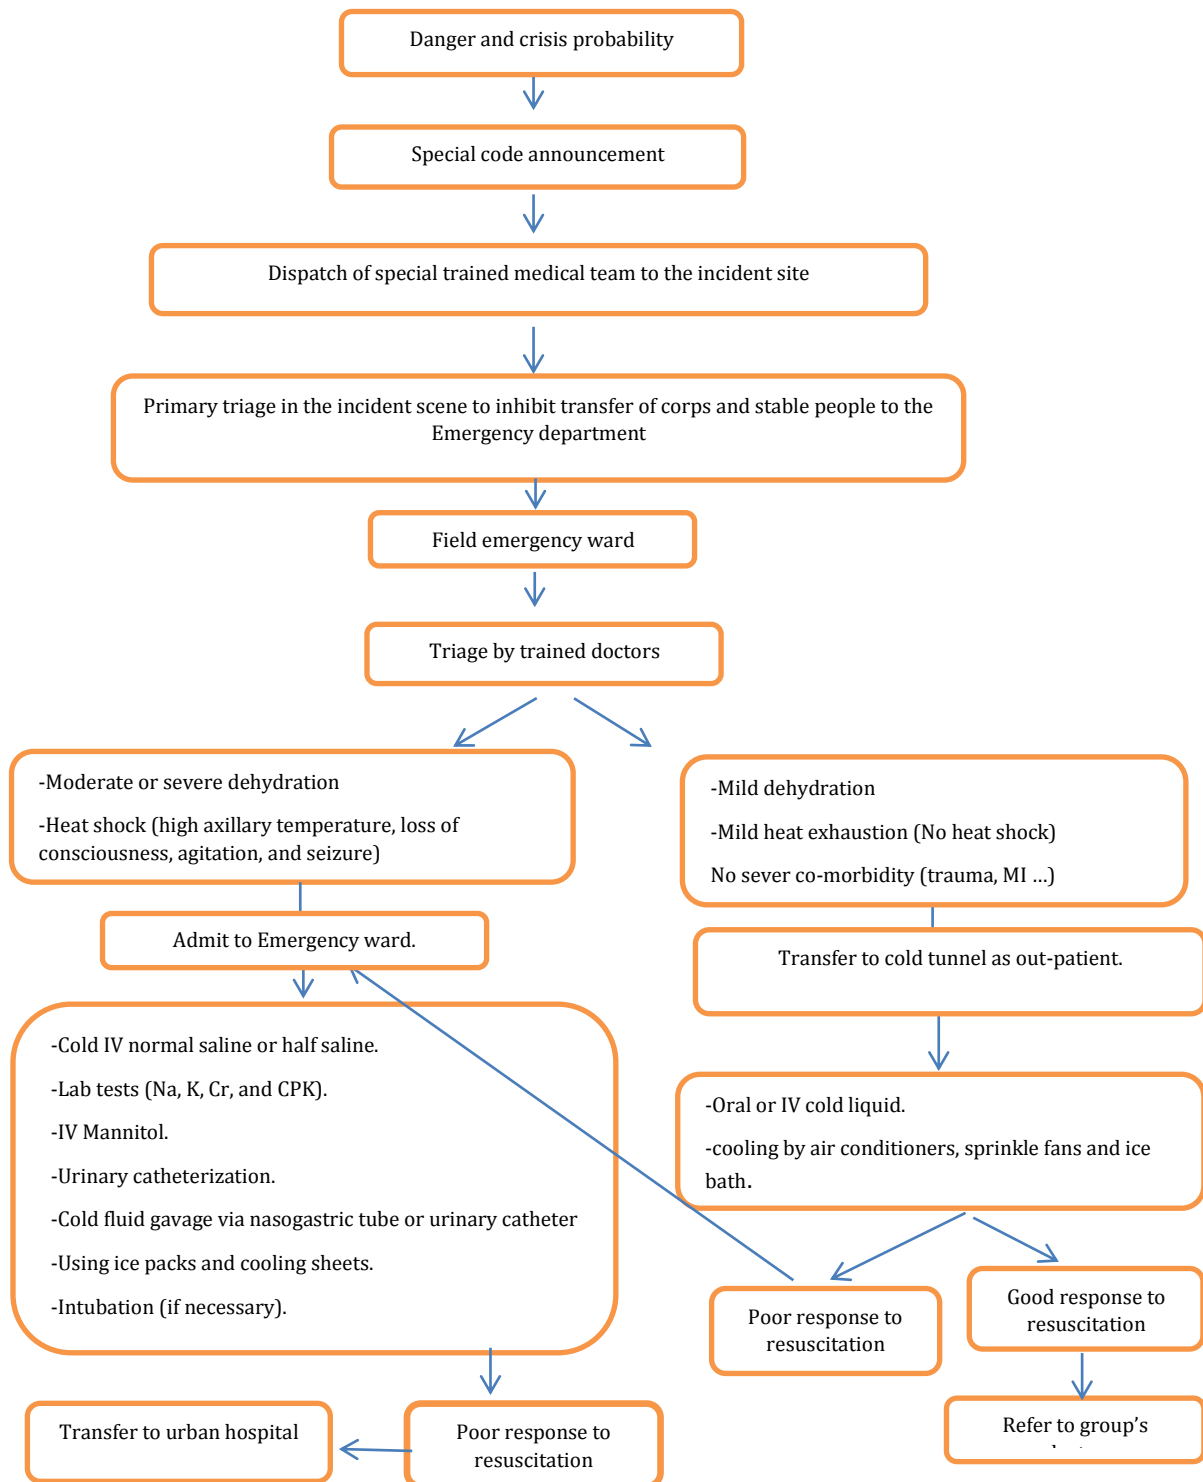 Danger and crisis probability
Special code announcement
Dispatch of special trained medical team to the incident site
Primary triage in the incident scene to inhibit transfer of corps and stable people to the
Emergency department
Field emergency ward
Triage by trained doctors
-Moderate or severe dehydration
-Heat shock (high axillary temperature, loss of
consciousness, agitation, and seizure)
-Mild dehydration
-Mild heat exhaustion (No heat shock)
No sever co-morbidity (trauma, MI ...)
Admit to Emergency ward.
Transfer to cold tunnel as out-patient.
-Cold IV normal saline or half saline.
-Lab tests (Na, K, Cr, and CPK).
-IV Mannitol.
-Urinary catheterization.
-Cold fluid gavage via nasogastric tube or urinary catheter
-Using ice packs and cooling sheets.
-Intubation (if necessary).
-Oral or IV cold liquid.
-cooling by air conditioners, sprinkle fans and ice
bath.
Poor response to
resuscitation
Good response to
resuscitation
Transfer to urban hospital
Poor response to
resuscitation
Refer to group’s